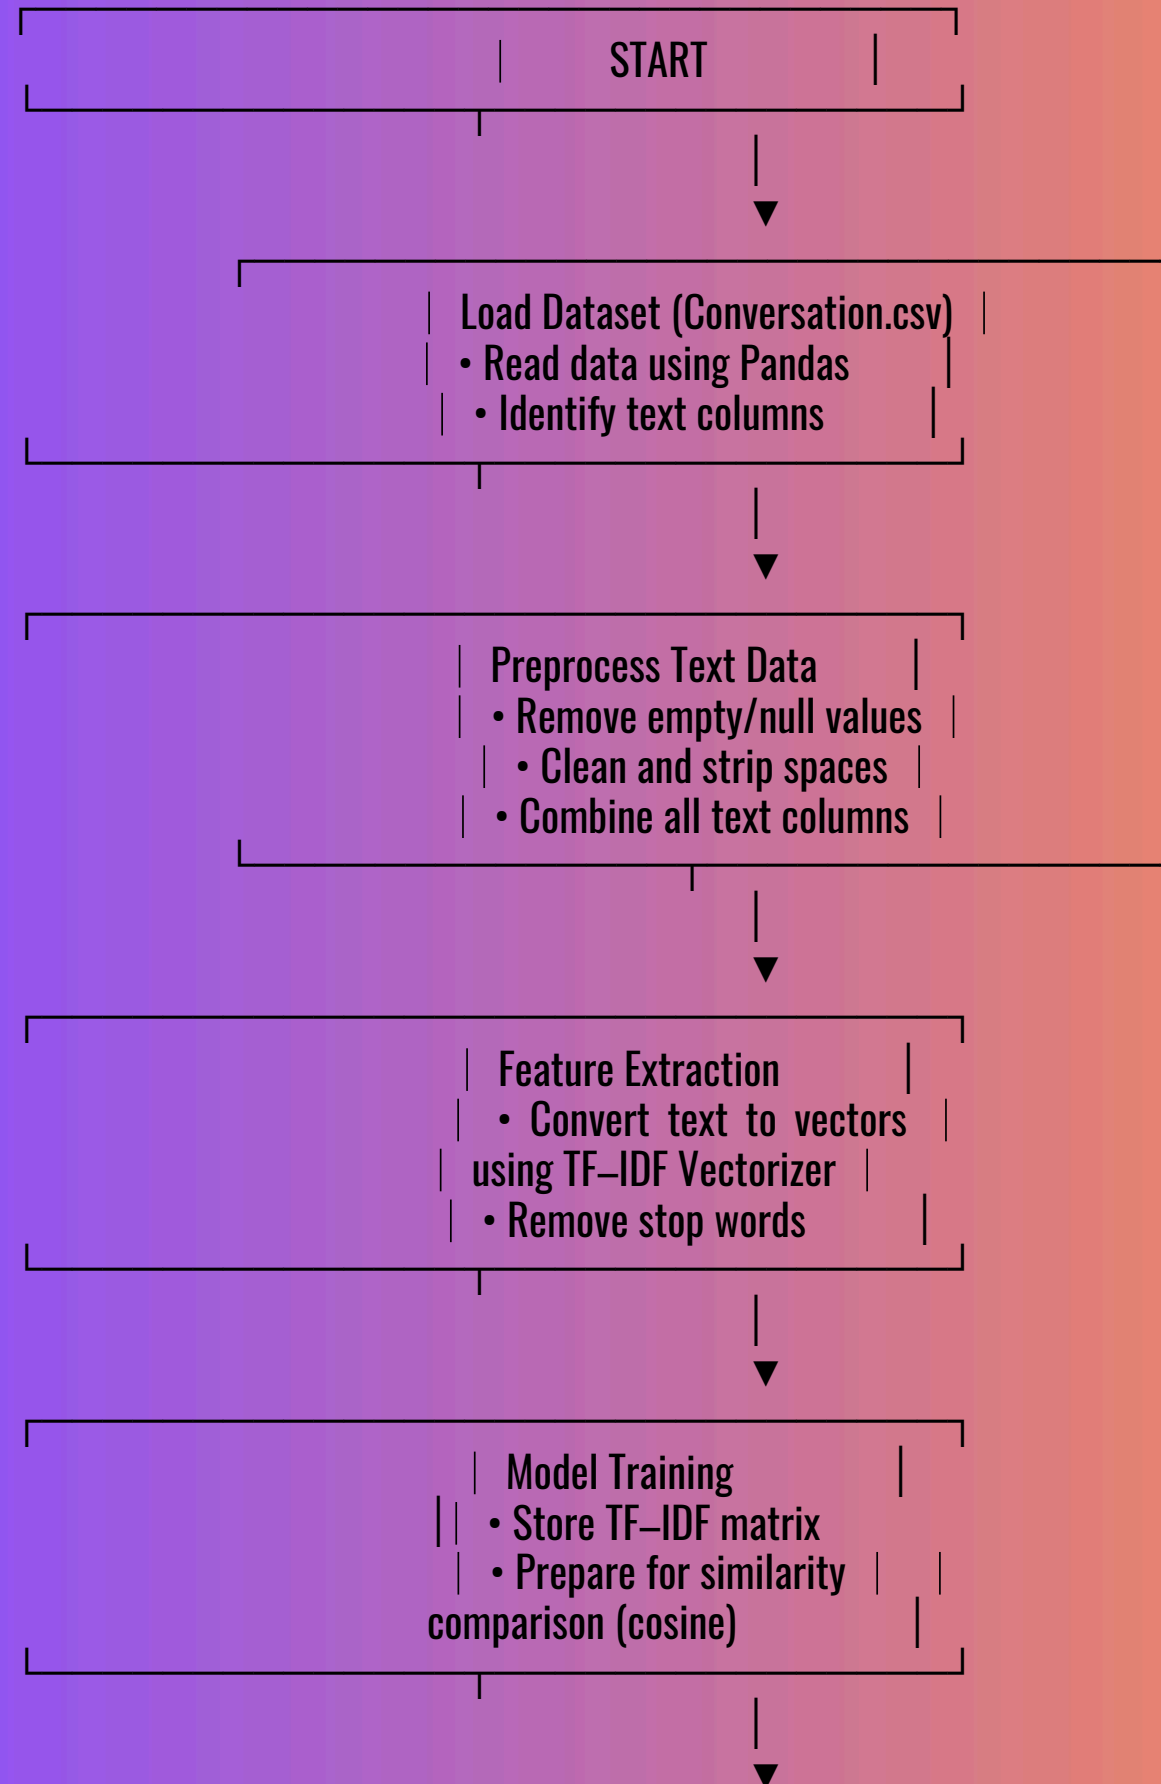 START
Load Dataset (Conversation.csv)
• Read data using Pandas
• Identify text columns
Preprocess Text Data
• Remove empty/null values
• Clean and strip spaces
• Combine all text columns
Feature Extraction
• Convert text to vectors
using TF–IDF Vectorizer
• Remove stop words
Model Training
• Store TF–IDF matrix
• Prepare for similarity
comparison (cosine)